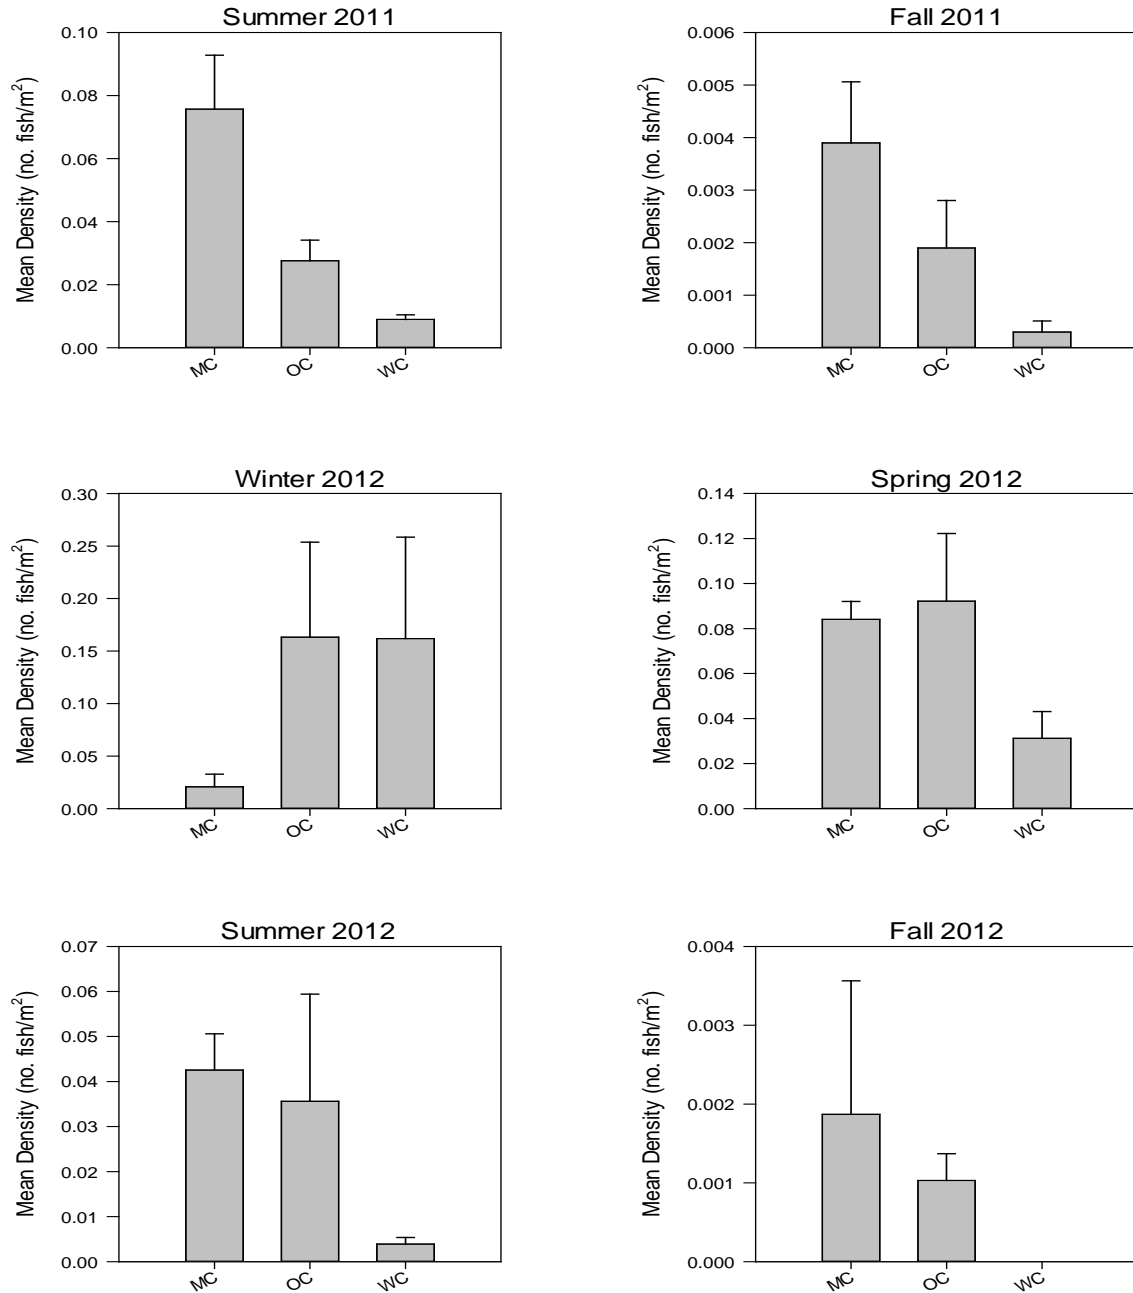 Summer 2011
Mean Density (no. fish/m²)
0.10
0.08
0.06
0.04
0.02
0.00
MC
OC
WC
Fall 2011
Mean Density (no. fish/m²)
0.006
0.005
0.004
0.003
0.002
0.001
0.000
MC
OC
WC
Winter 2012
Mean Density (no. fish/m²)
0.30
0.25
0.20
0.15
0.10
0.05
0.00
MC
OC
WC
Spring 2012
Mean Density (no. fish/m²)
0.14
0.12
0.10
0.08
0.06
0.04
0.02
0.00
MC
OC
WC
Summer 2012
Mean Density (no. fish/m²)
0.07
0.06
0.05
0.04
0.03
0.02
0.01
0.00
MC
OC
WC
Fall 2012
Mean Density (no. fish/m²)
0.004
0.003
0.002
0.001
0.000
MC
OC
WC